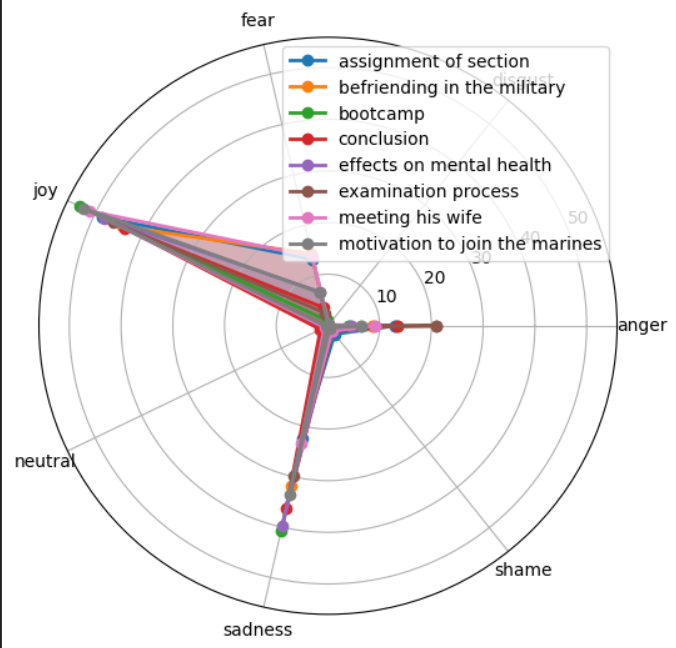 fear
assignment of section
disgust
befriending in the military
bootcamp
conclusion
effects on mental health
joy
examination process
meeting his wife
50
motivation to join the marines
40
30
20
10
anger
neutral
shame
sadness